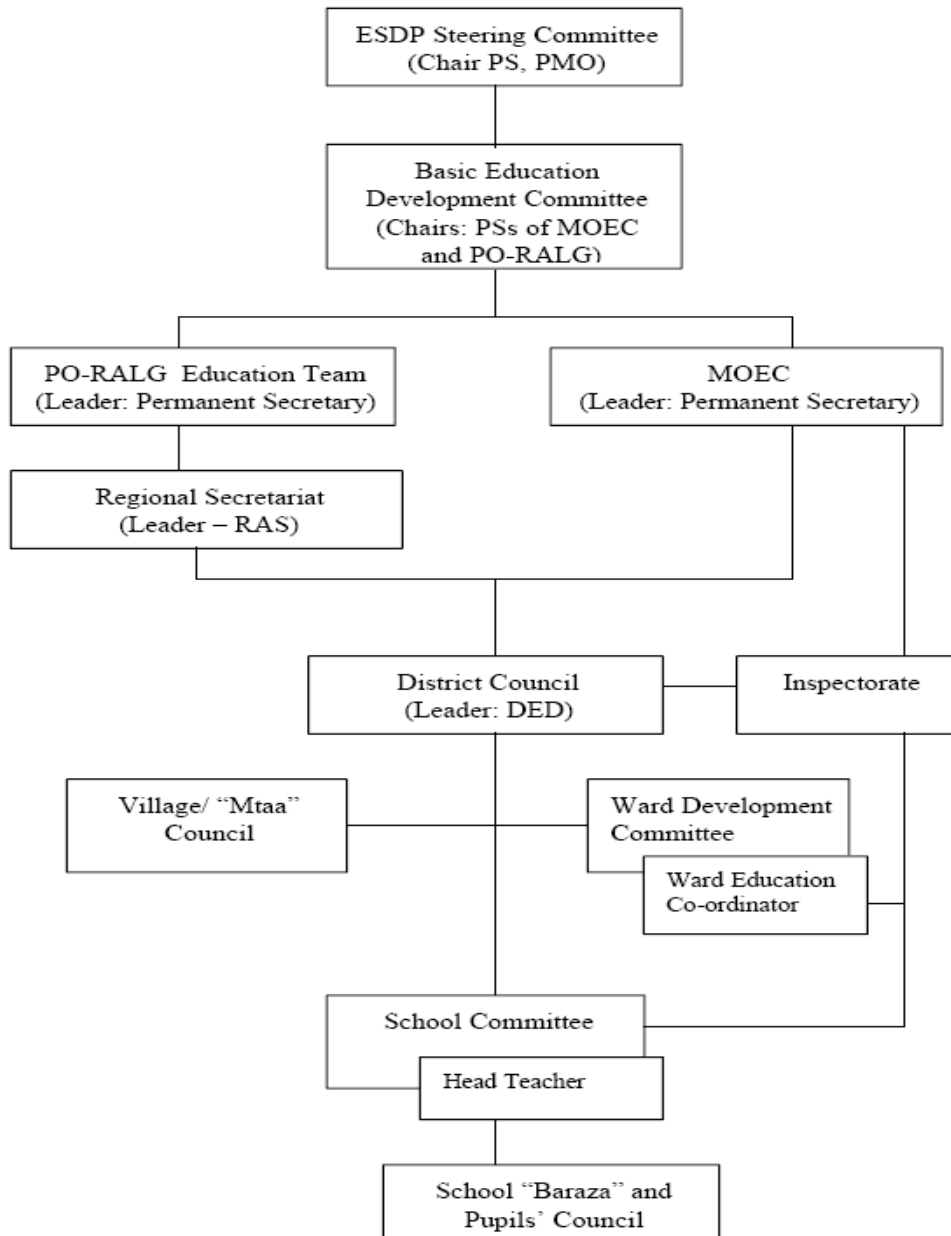 ESDP Steering Committee
(Chair PS, PMO)
Basic Education
Development Committee
(Chairs: PSs of MOEC
and PO-RALG)
PO-RALG Education Team
(Leader: Permanent Secretary)
MOEC
(Leader: Permanent Secretary)
Regional Secretariat
(Leader – RAS)
District Council
(Leader: DED)
Inspectorate
Village/ “Mtaa”
Council
Ward Development
Committee
Ward Education
Co-ordinator
School Committee
Head Teacher
School “Baraza” and
Pupils’ Council